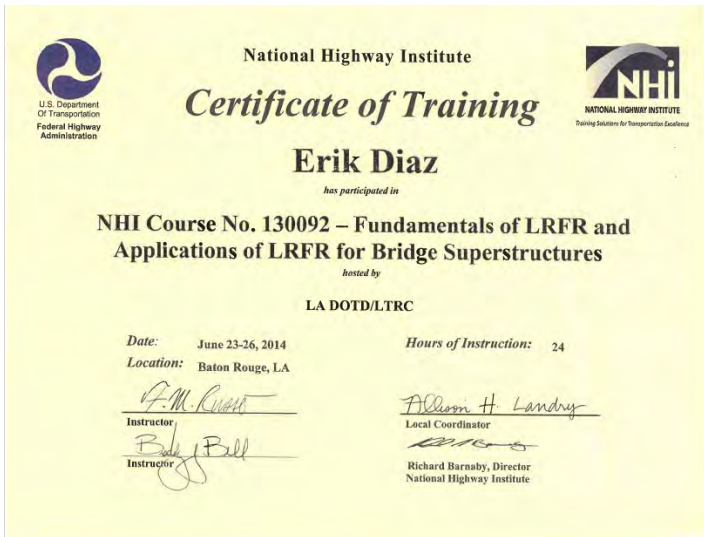 National Highway Institute
Certificate of Training
U.S. Department
Of Transportation
Federal Highway
Administration
NHI
NATIONAL HIGHWAY INSTITUTE
Training Solutions for Transportation Excellence
Erik Diaz
has participated in
NHI Course No. 130092 – Fundamentals of LRFR and
Applications of LRFR for Bridge Superstructures
hosted by
LA DOTD/LTRC
Date: June 23-26, 2014
Hours of Instruction: 24
Location: Baton Rouge, LA
Allison H. Landry
Instructor
Local Coordinator
Bill
Instructor
Richard Barnaby, Director
National Highway Institute